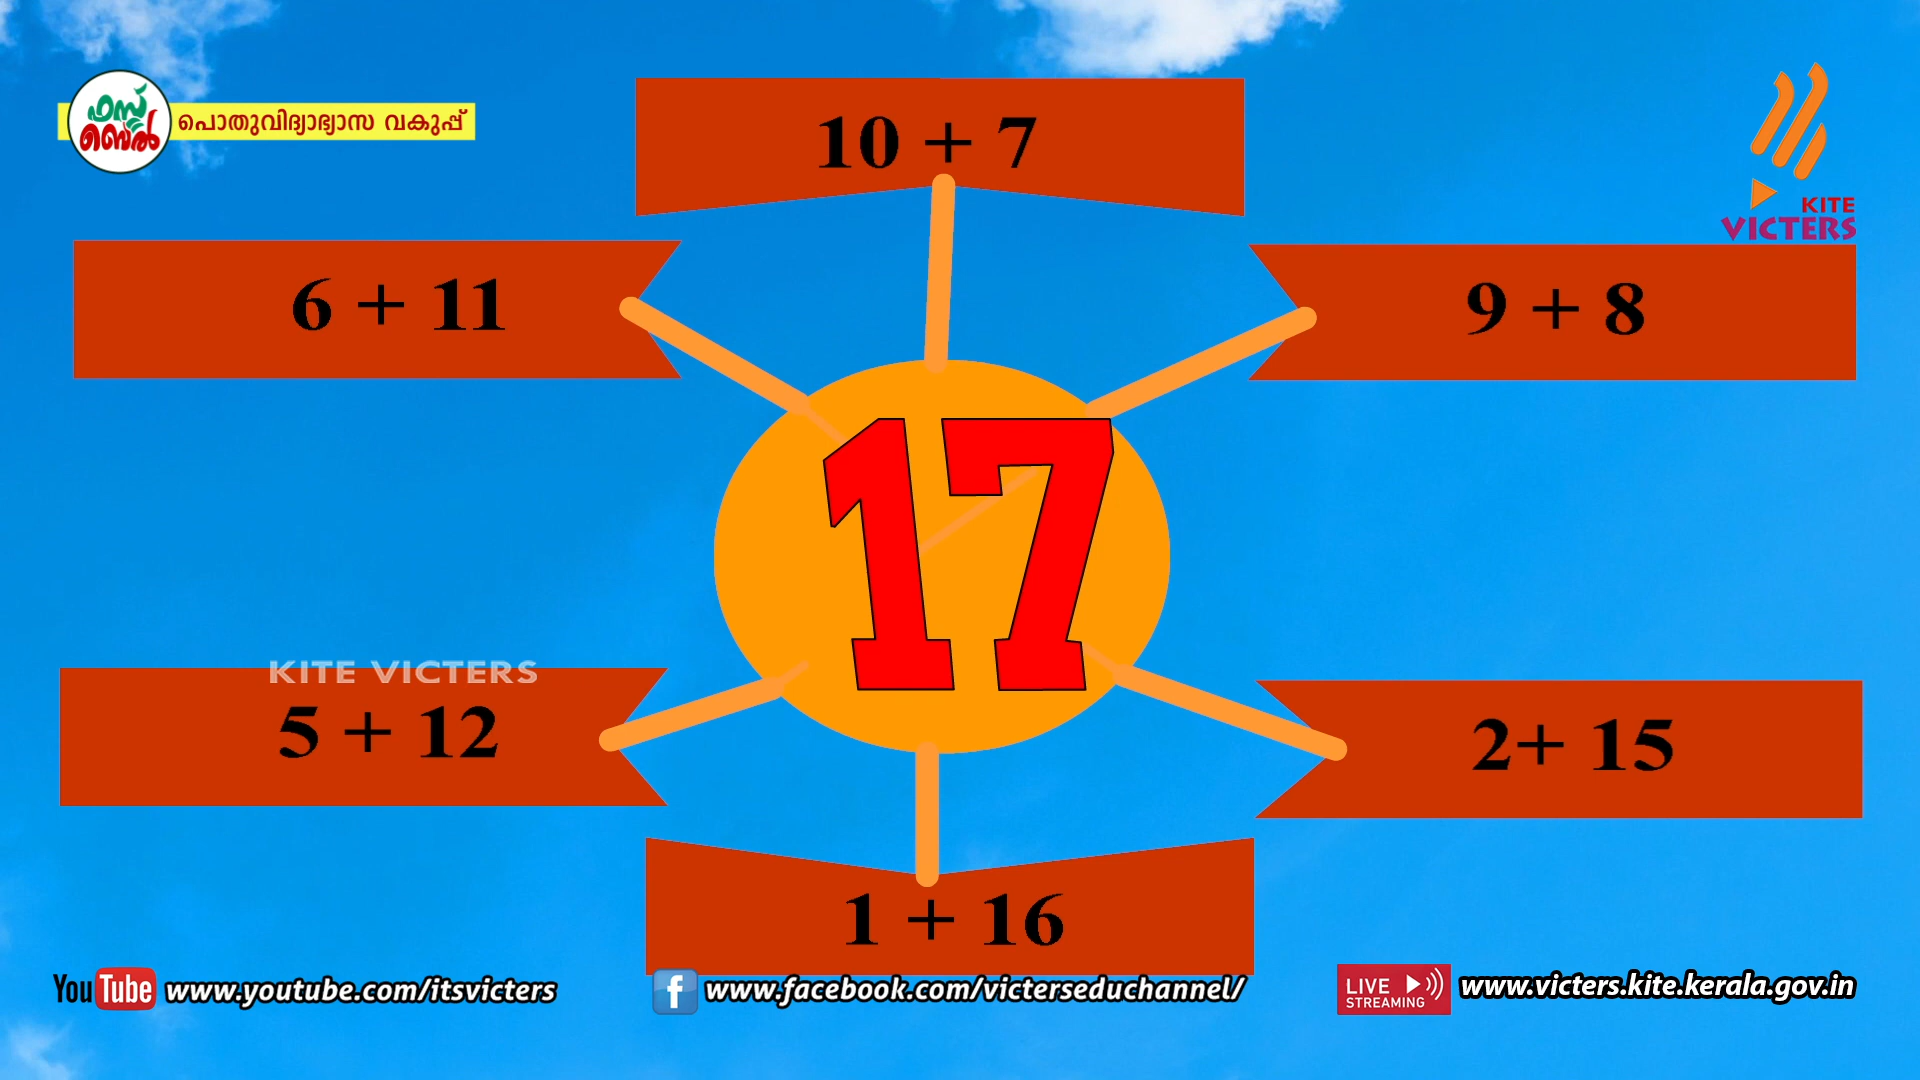 ഫസ്റ്റ്
ബെൽ
പൊതുവിദ്യാഭ്യാസ വകുപ്പ്
10 + 7
KITE
VICTERS
6 + 11
9 + 8
17
KITE VICTERS
5 + 12
2+ 15
1 + 16
YouTube www.youtube.com/itsvicters
f www.facebook.com/victerseduchannel/
LIVE
STREAMING
www.victers.kite.kerala.gov.in